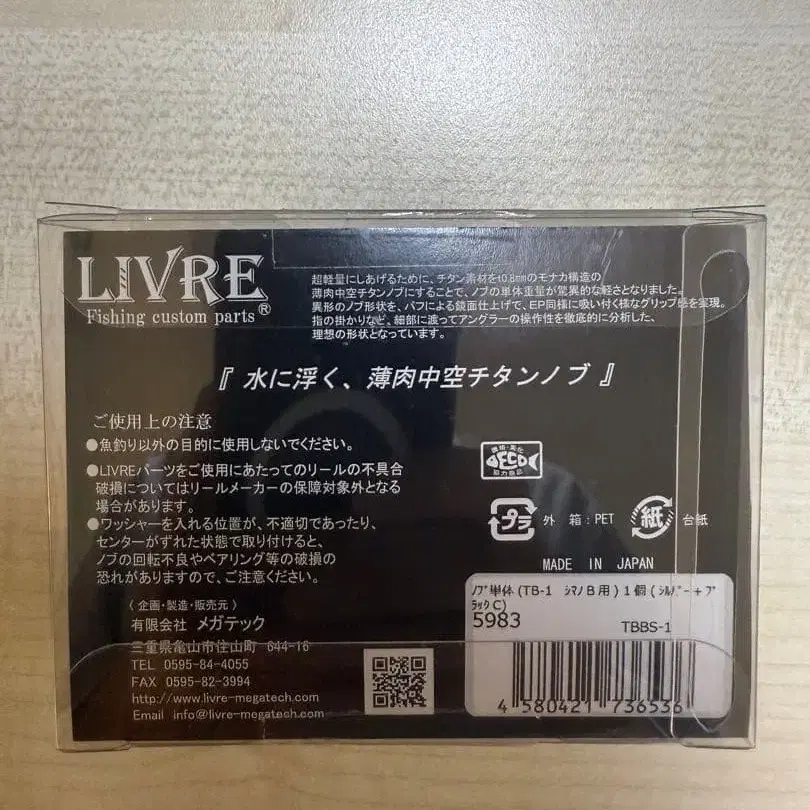 LIVRE
Fishing custom parts®
超軽量にしあげるために、チタン素材をt0.8mmのモナカ構造の
薄肉中空チタンノブにすることで、ノブの単体重量が驚異的な軽さとなりました。
異形のノブ形状を、バフによる鏡面仕上げで、EP同様に吸い付く様なグリップ感を実現。
指の掛かりなど、細部に渡ってアングラーの操作性を徹底的に分析した、
理想の形状となっています。
『 水に浮く、薄肉中空チタンノブ 』
ご使用上の注意
●魚釣り以外の目的に使用しないでください。
●LIVREパーツをご使用にあたってのリールの不具合
破損についてはリールメーカーの保障対象外となる
場合があります。
●ワッシャーを入れる位置が、不適切であったり、
センターがずれた状態で取り付けると、
ノブの回転不良やベアリング等の破損の
恐れがありますので、ご注意ください。
〈 企画・製造・販売元 〉
有限会社 メガテック
三重県亀山市住山町 644-16
TEL 0595-84-4055
FAX 0595-82-3994
http://www.livre-megatech.com
Email info@livre-megatech.com
ECO
プラ 外 箱:PET 紙 台紙
MADE IN JAPAN
ﾉﾌﾞ単体(TB-1 ｼﾏﾉB用)1個(ｼﾙﾊﾞｰ+ﾌﾞ
ﾗｯｸC)
5983 TBBS-1
4 580421 736536